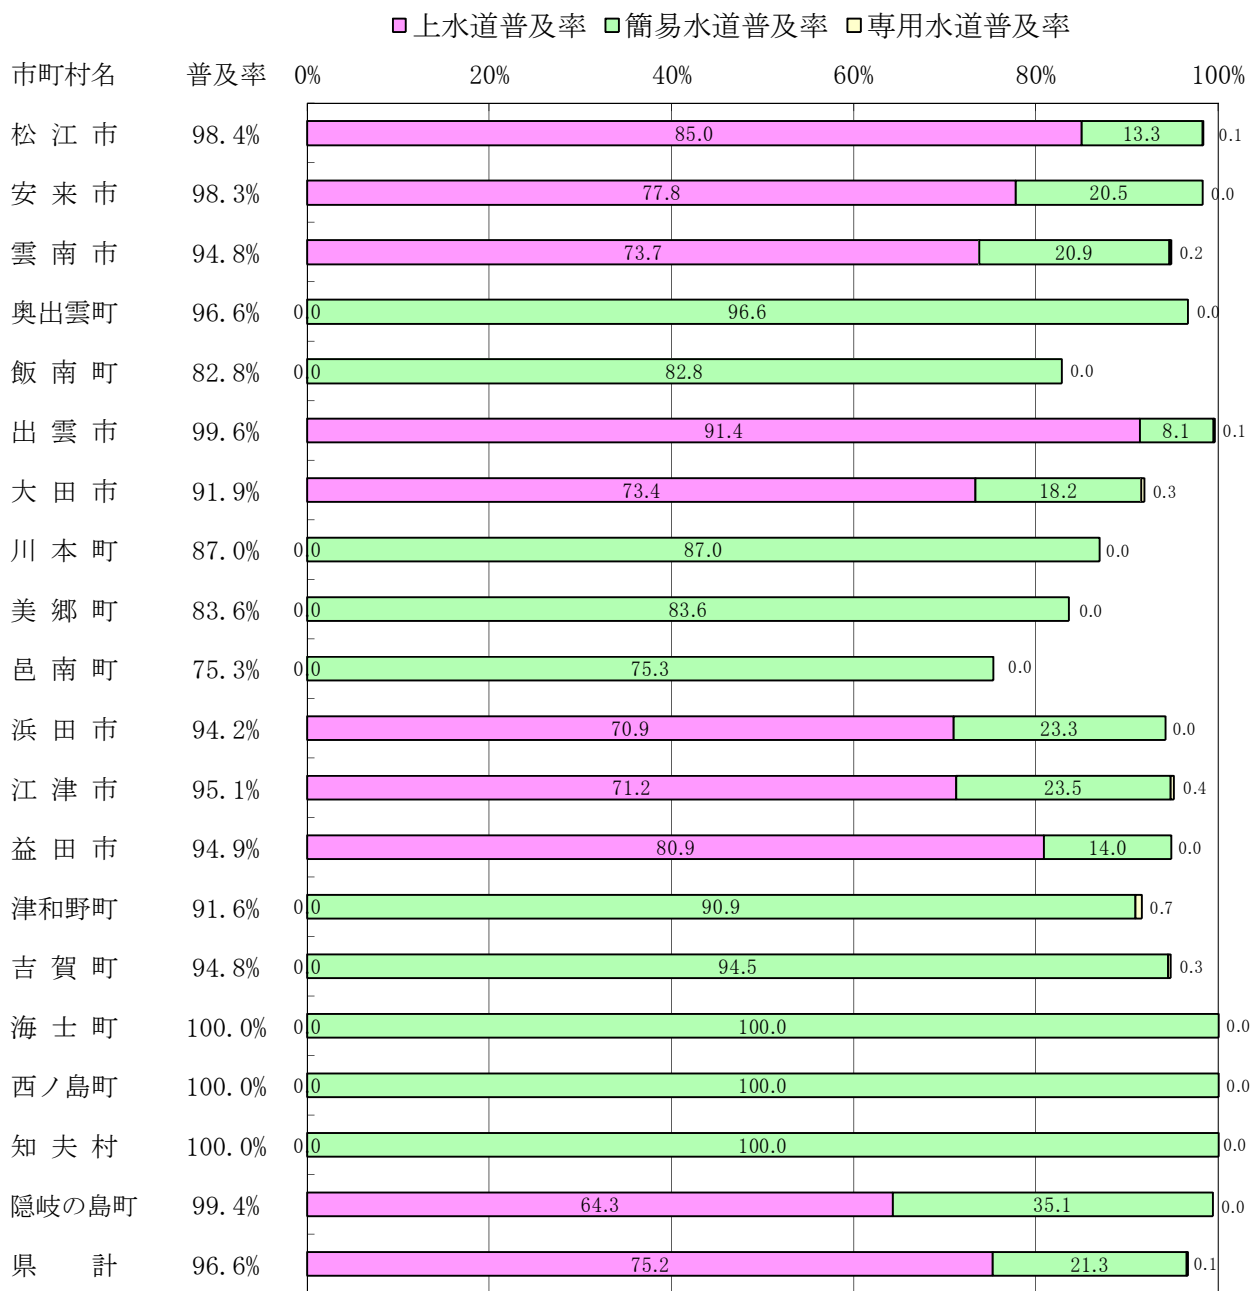 上水道普及率 簡易水道普及率 専用水道普及率
市町村名 普及率 0% 20% 40% 60% 80% 100%
松江市 98.4% 85.0 13.3 0.1
安来市 98.3% 77.8 20.5 0.0
雲南市 94.8% 73.7 20.9 0.2
奥出雲町 96.6% 0.0 96.6 0.0
飯南町 82.8% 0.0 82.8 0.0
出雲市 99.6% 91.4 8.1 0.1
大田市 91.9% 73.4 18.2 0.3
川本町 87.0% 0.0 87.0 0.0
美郷町 83.6% 0.0 83.6 0.0
邑南町 75.3% 0.0 75.3 0.0
浜田市 94.2% 70.9 23.3 0.0
江津市 95.1% 71.2 23.5 0.4
益田市 94.9% 80.9 14.0 0.0
津和野町 91.6% 0.0 90.9 0.7
吉賀町 94.8% 0.0 94.5 0.3
海士町 100.0% 0.0 100.0 0.0
西ノ島町 100.0% 0.0 100.0 0.0
知夫村 100.0% 0.0 100.0 0.0
隠岐の島町 99.4% 64.3 35.1 0.0
県計 96.6% 75.2 21.3 0.1